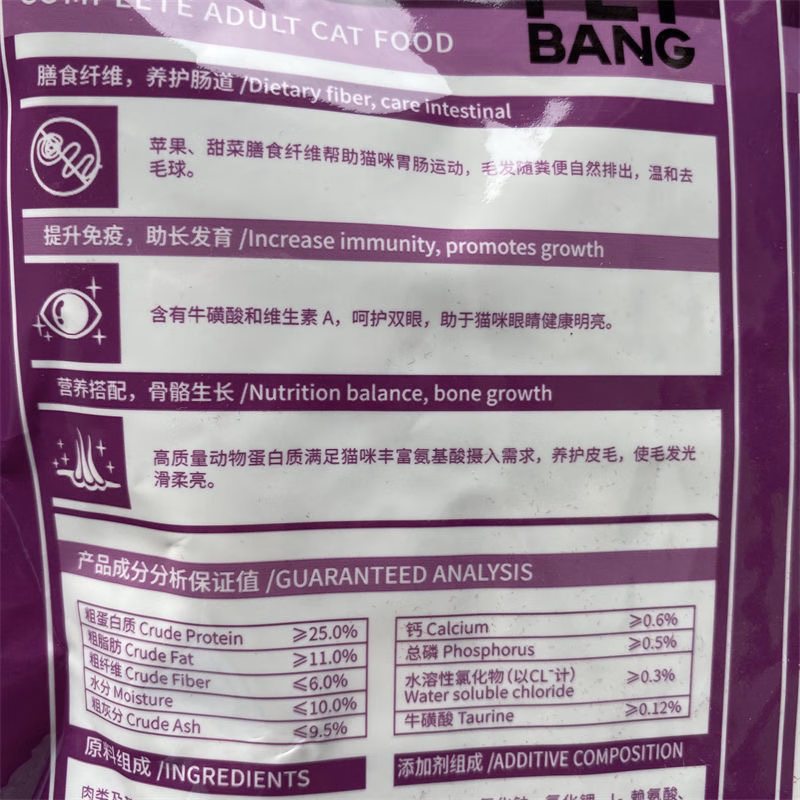 COMPLETE ADULT CAT FOOD
BANG
膳食纤维，养护肠道 /Dietary fiber, care intestinal
苹果、甜菜膳食纤维帮助猫咪胃肠运动，毛发随粪便自然排出，温和去
毛球。
提升免疫，助长发育 /Increase immunity, promotes growth
含有牛磺酸和维生素 A，呵护双眼，助于猫咪眼睛健康明亮。
营养搭配，骨骼生长 /Nutrition balance, bone growth
高质量动物蛋白质满足猫咪丰富氨基酸摄入需求，养护皮毛，使毛发光
滑柔亮。
产品成分分析保证值 /GUARANTEED ANALYSIS
粗蛋白质 Crude Protein ⩾25.0%
粗脂肪 Crude Fat ⩾11.0%
粗纤维 Crude Fiber ⩽6.0%
水分 Moisture ⩽10.0%
粗灰分 Crude Ash ⩽9.5%
钙 Calcium ⩾0.6%
总磷 Phosphorus ⩾0.5%
水溶性氯化物（以CL⁻计） ⩾0.3%
Water soluble chloride
牛磺酸 Taurine ⩾0.12%
原料组成 /INGREDIENTS
添加剂组成 /ADDITIVE COMPOSITION
肉类及
赖氨酸、